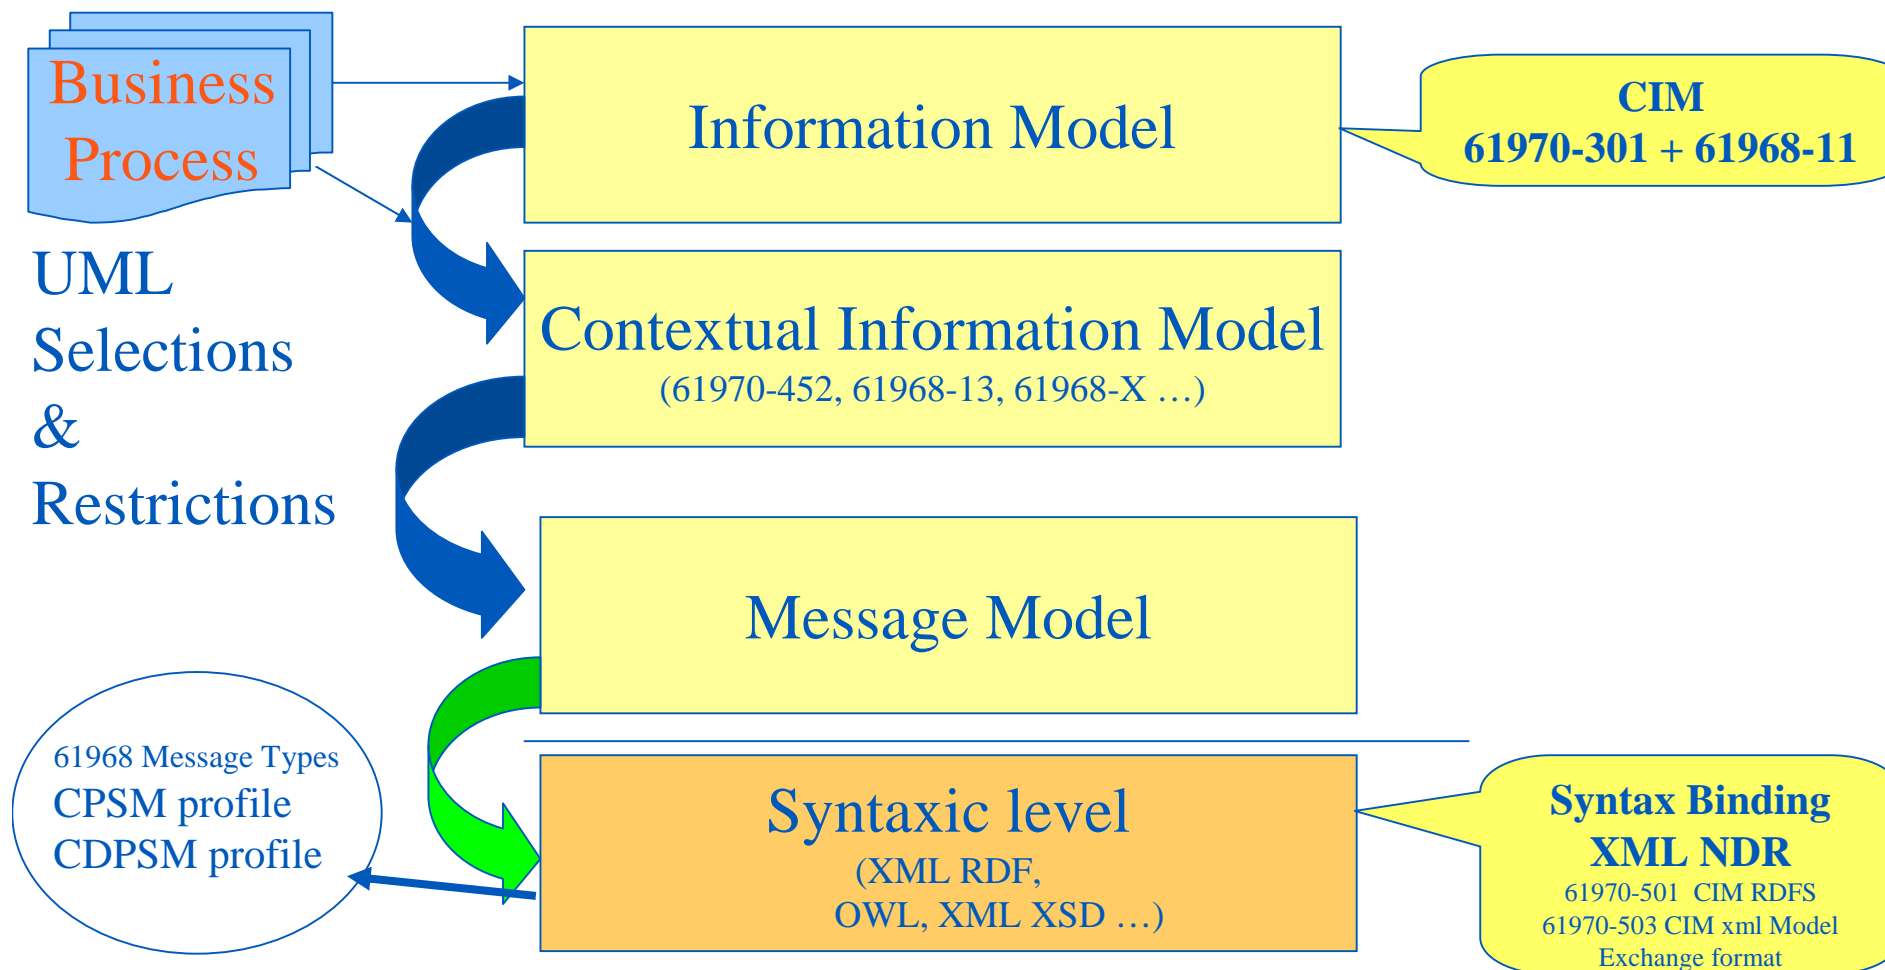 Business
Process
UML
Selections
&
Restrictions
Information Model
CIM
61970-301 + 61968-11
Contextual Information Model
(61970-452, 61968-13, 61968-X …)
Message Model
61968 Message Types
CPSM profile
CDPSM profile
Syntaxic level
(XML RDF,
OWL, XML XSD …)
Syntax Binding
XML NDR
61970-501 CIM RDFS
61970-503 CIM xml Model
Exchange format